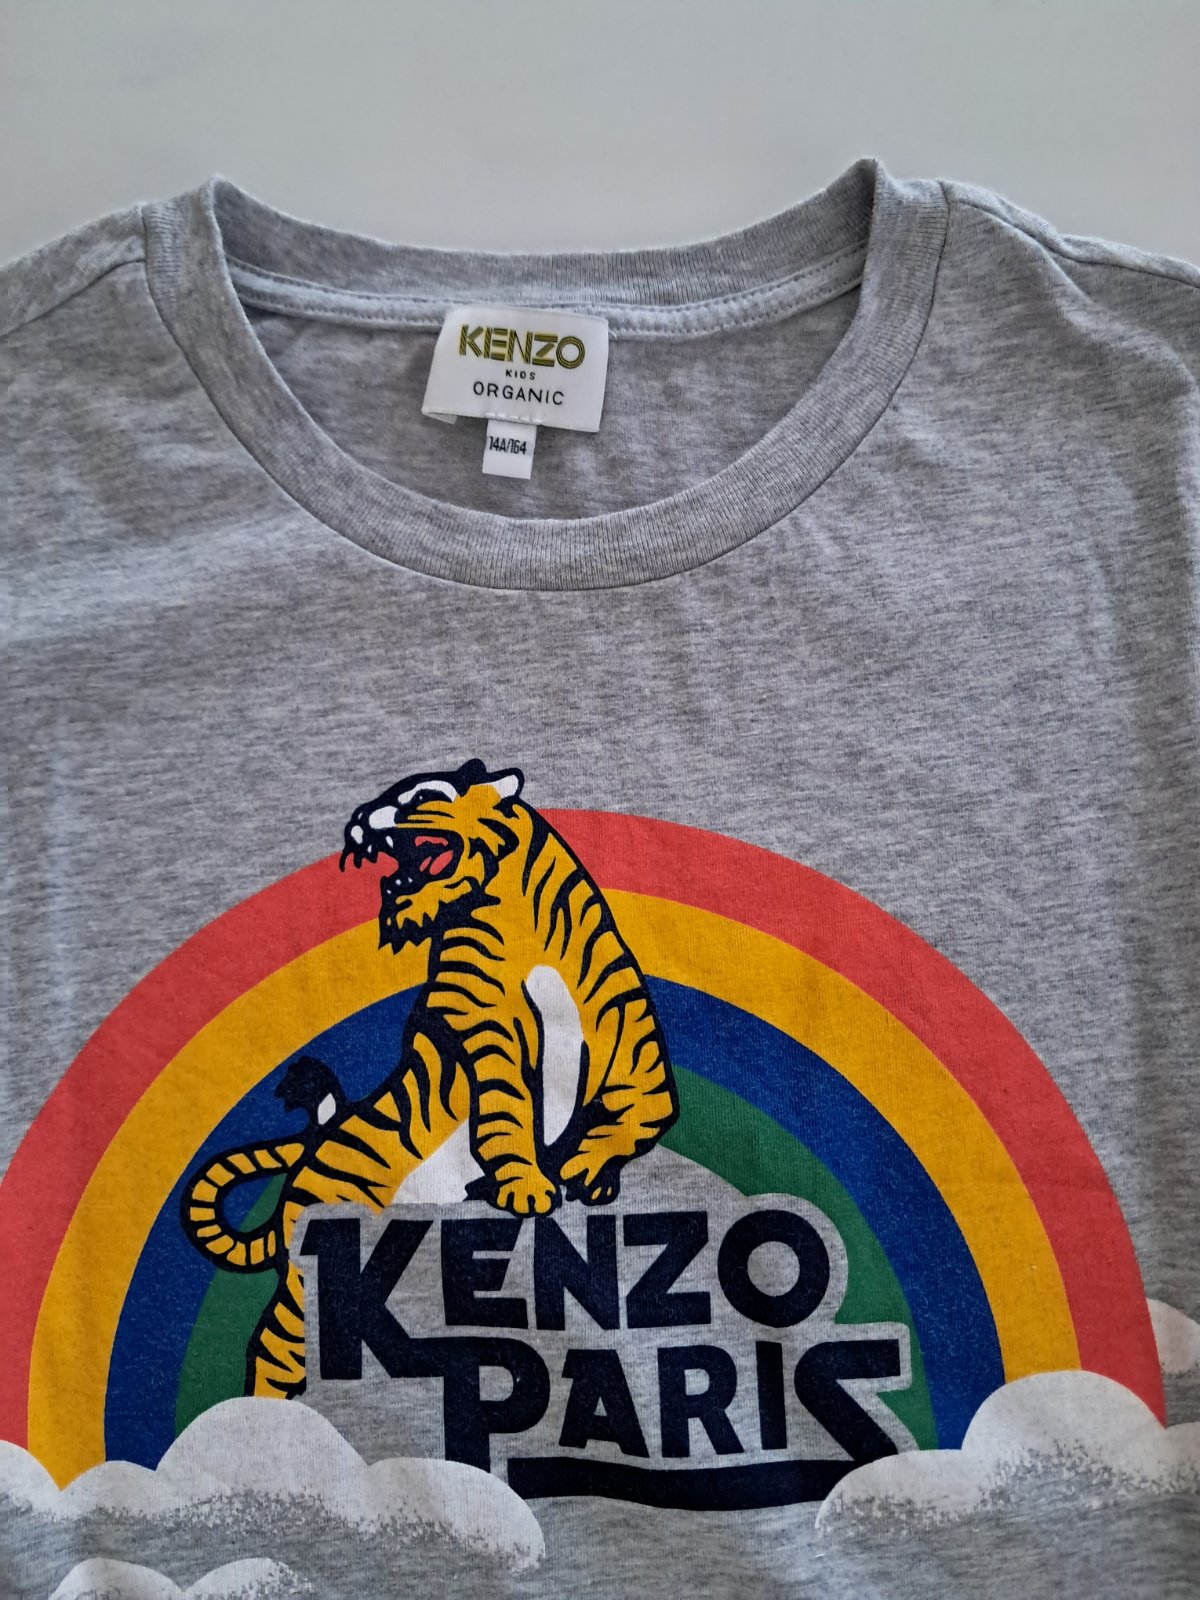 KENZO
KIDS
ORGANIC
14A/164
KENZO
PARIS